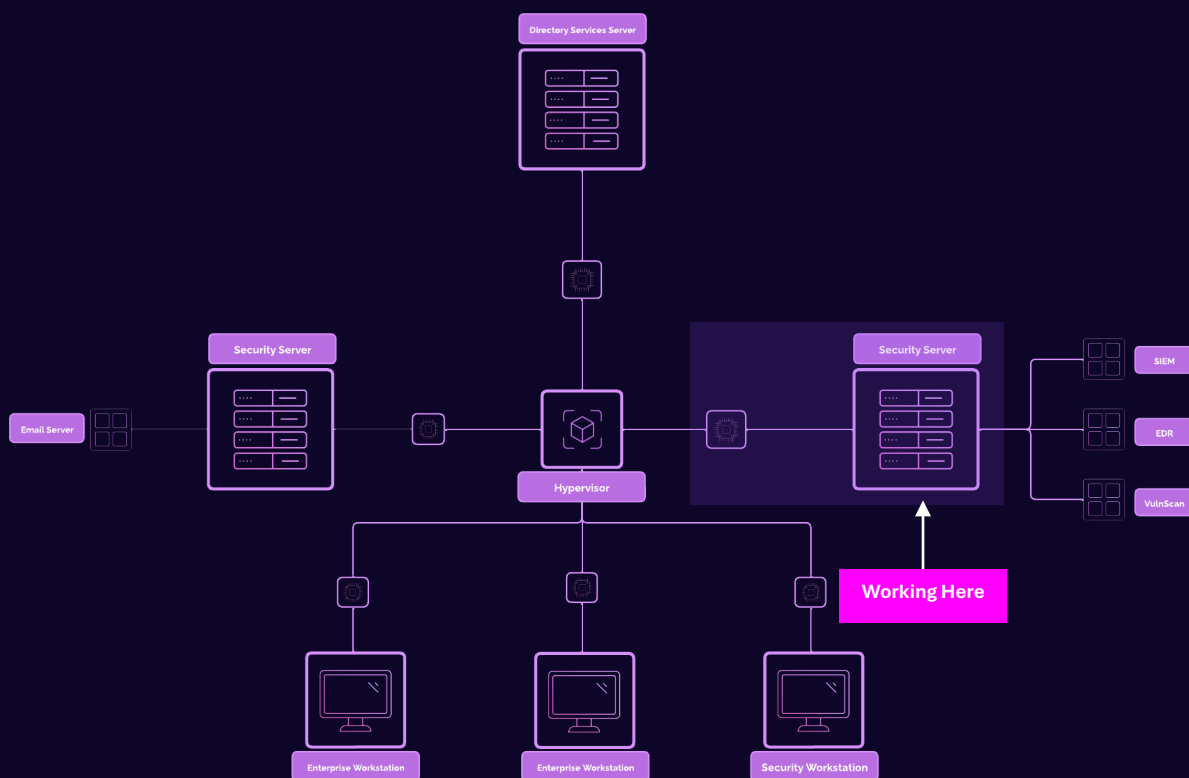 Directory Services Server
Security Server
Security Server
SIEM
Email Server
EDR
Hypervisor
VulnScan
Working Here
Enterprise Workstation
Enterprise Workstation
Security Workstation